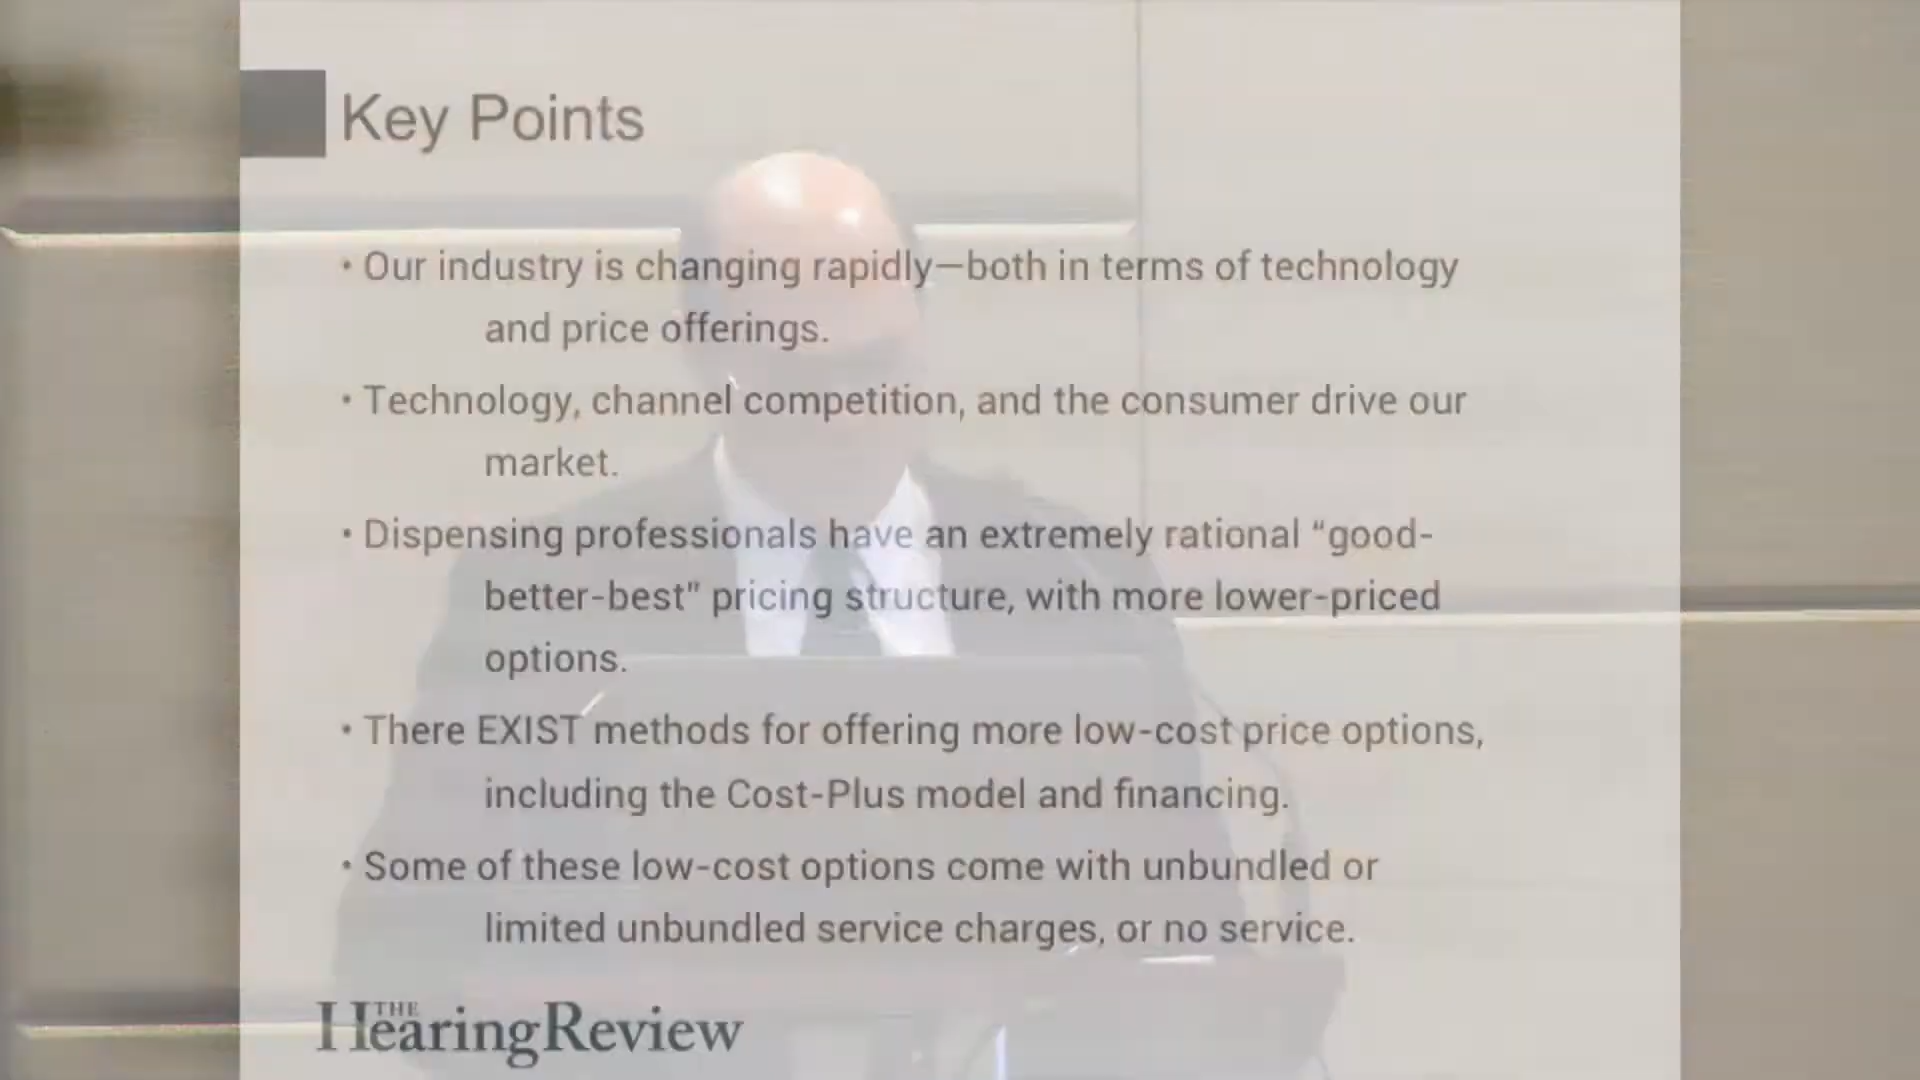 Key Points
• Our industry is changing rapidly—both in terms of technology
and price offerings.
• Technology, channel competition, and the consumer drive our
market.
• Dispensing professionals have an extremely rational “good-
better-best” pricing structure, with more lower-priced
options.
• There EXIST methods for offering more low-cost price options,
including the Cost-Plus model and financing.
• Some of these low-cost options come with unbundled or
limited unbundled service charges, or no service.
THE
HearingReview